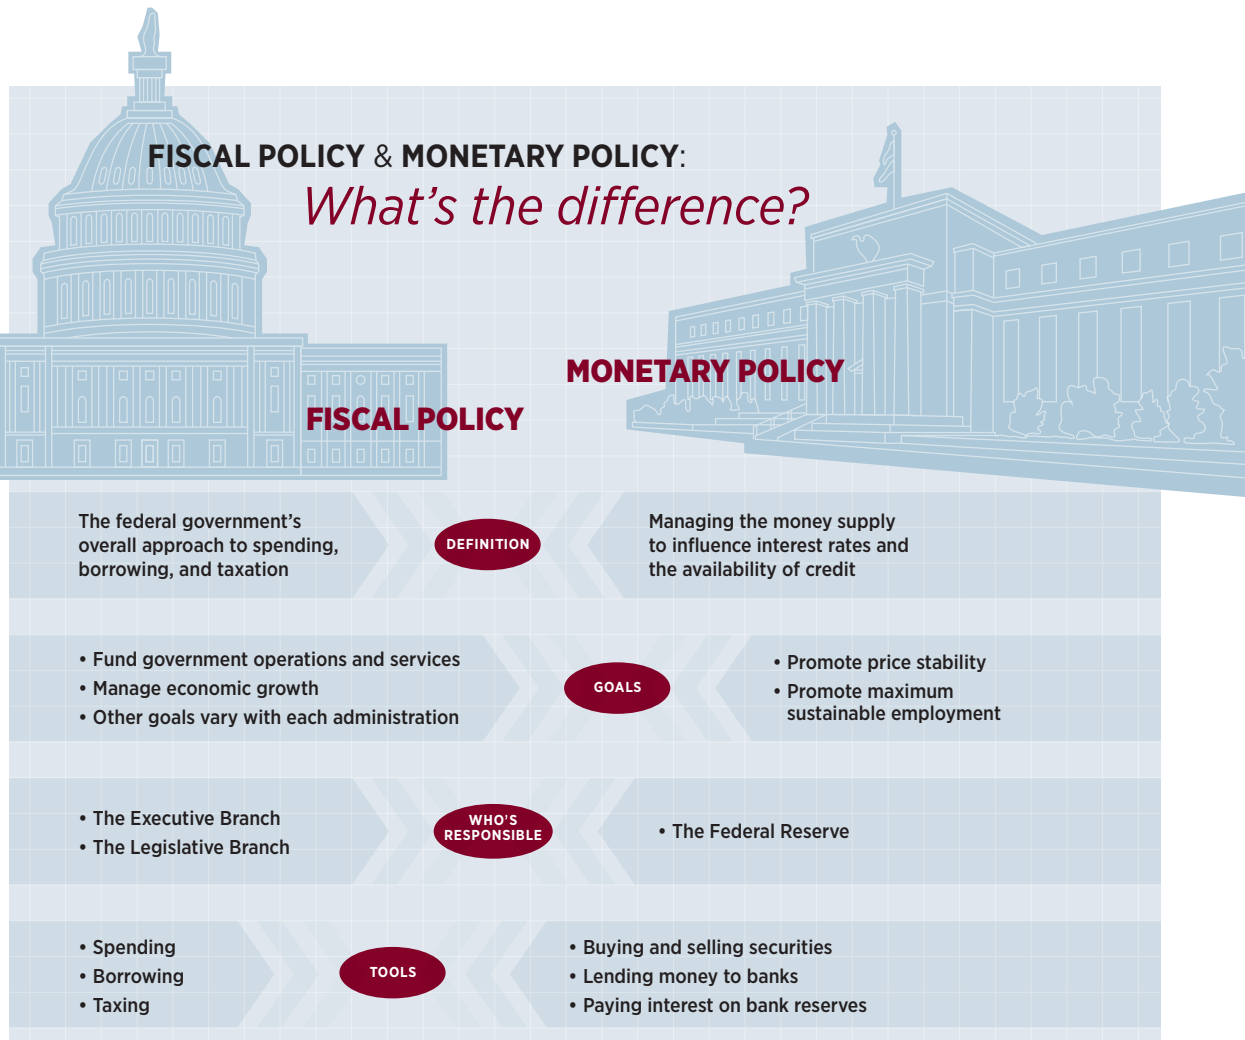 FISCAL POLICY & MONETARY POLICY:
What's the difference?
MONETARY POLICY
FISCAL POLICY
The federal government's
overall approach to spending,
borrowing, and taxation
DEFINITION
Managing the money supply
to influence interest rates and
the availability of credit
• Fund government operations and services
• Manage economic growth
• Other goals vary with each administration
GOALS
• Promote price stability
• Promote maximum
sustainable employment
• The Executive Branch
• The Legislative Branch
WHO'S
RESPONSIBLE
• The Federal Reserve
• Spending
• Borrowing
• Taxing
TOOLS
• Buying and selling securities
• Lending money to banks
• Paying interest on bank reserves